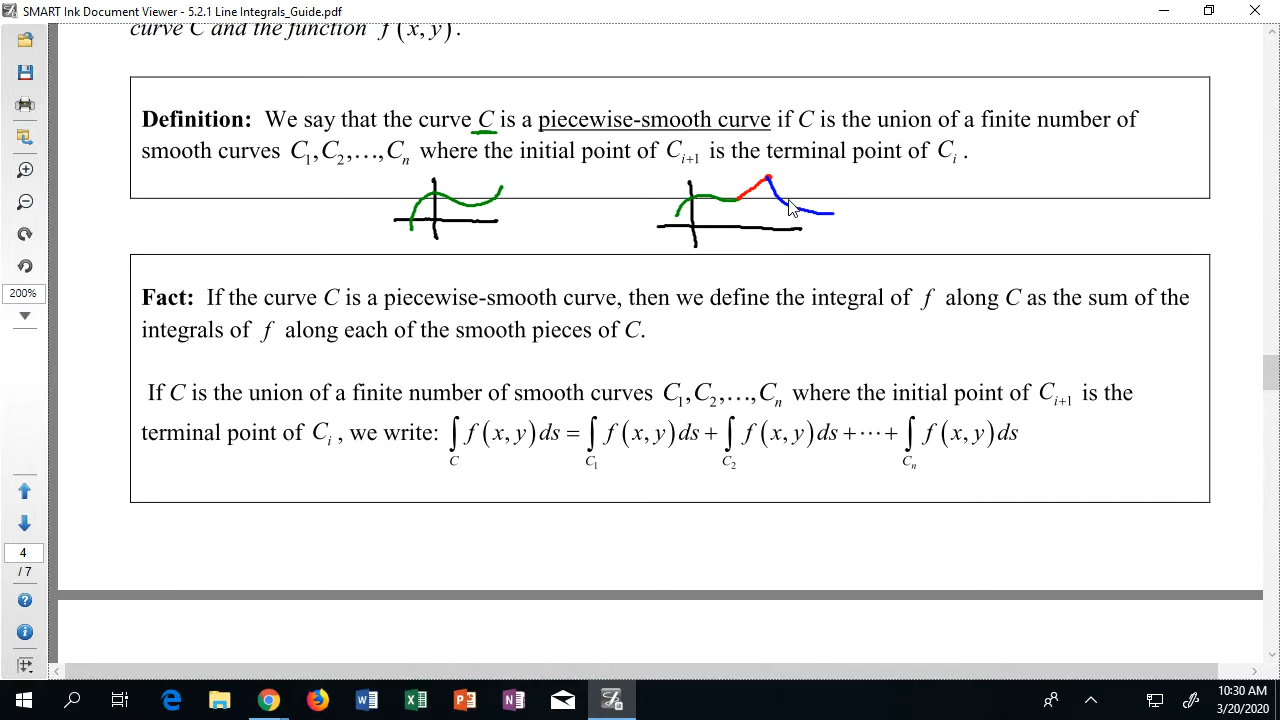 SMART Ink Document Viewer - 5.2.1 Line Integrals_Guide.pdf
curve C and the function f (x, y).
Definition: We say that the curve C is a piecewise-smooth curve if C is the union of a finite number of
smooth curves C₁, C₂, …, Cₙ where the initial point of Cᵢ₊₁ is the terminal point of Cᵢ .
Fact: If the curve C is a piecewise-smooth curve, then we define the integral of f along C as the sum of the
integrals of f along each of the smooth pieces of C.
If C is the union of a finite number of smooth curves C₁, C₂, …, Cₙ where the initial point of Cᵢ₊₁ is the
terminal point of Cᵢ , we write: ∫_C f (x, y) ds = ∫_C₁ f (x, y) ds + ∫_C₂ f (x, y) ds + ⋯ + ∫_Cₙ f (x, y) ds
200%
4
/ 7
10:30 AM
3/20/2020